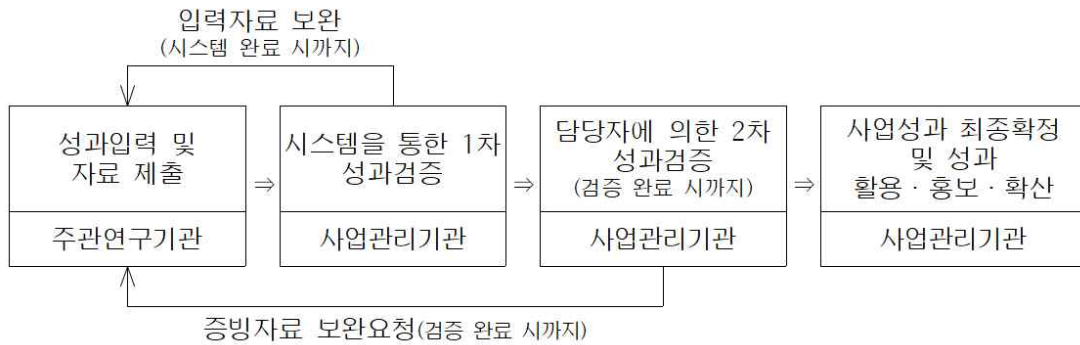 입력자료 보완
(시스템 완료 시까지)
성과입력 및
자료 제출
주관연구기관
⇒
시스템을 통한 1차
성과검증
사업관리기관
⇒
담당자에 의한 2차
성과검증
(검증 완료 시까지)
사업관리기관
⇒
사업성과 최종확정
및 성과
활용·홍보·확산
사업관리기관
증빙자료 보완요청(검증 완료 시까지)